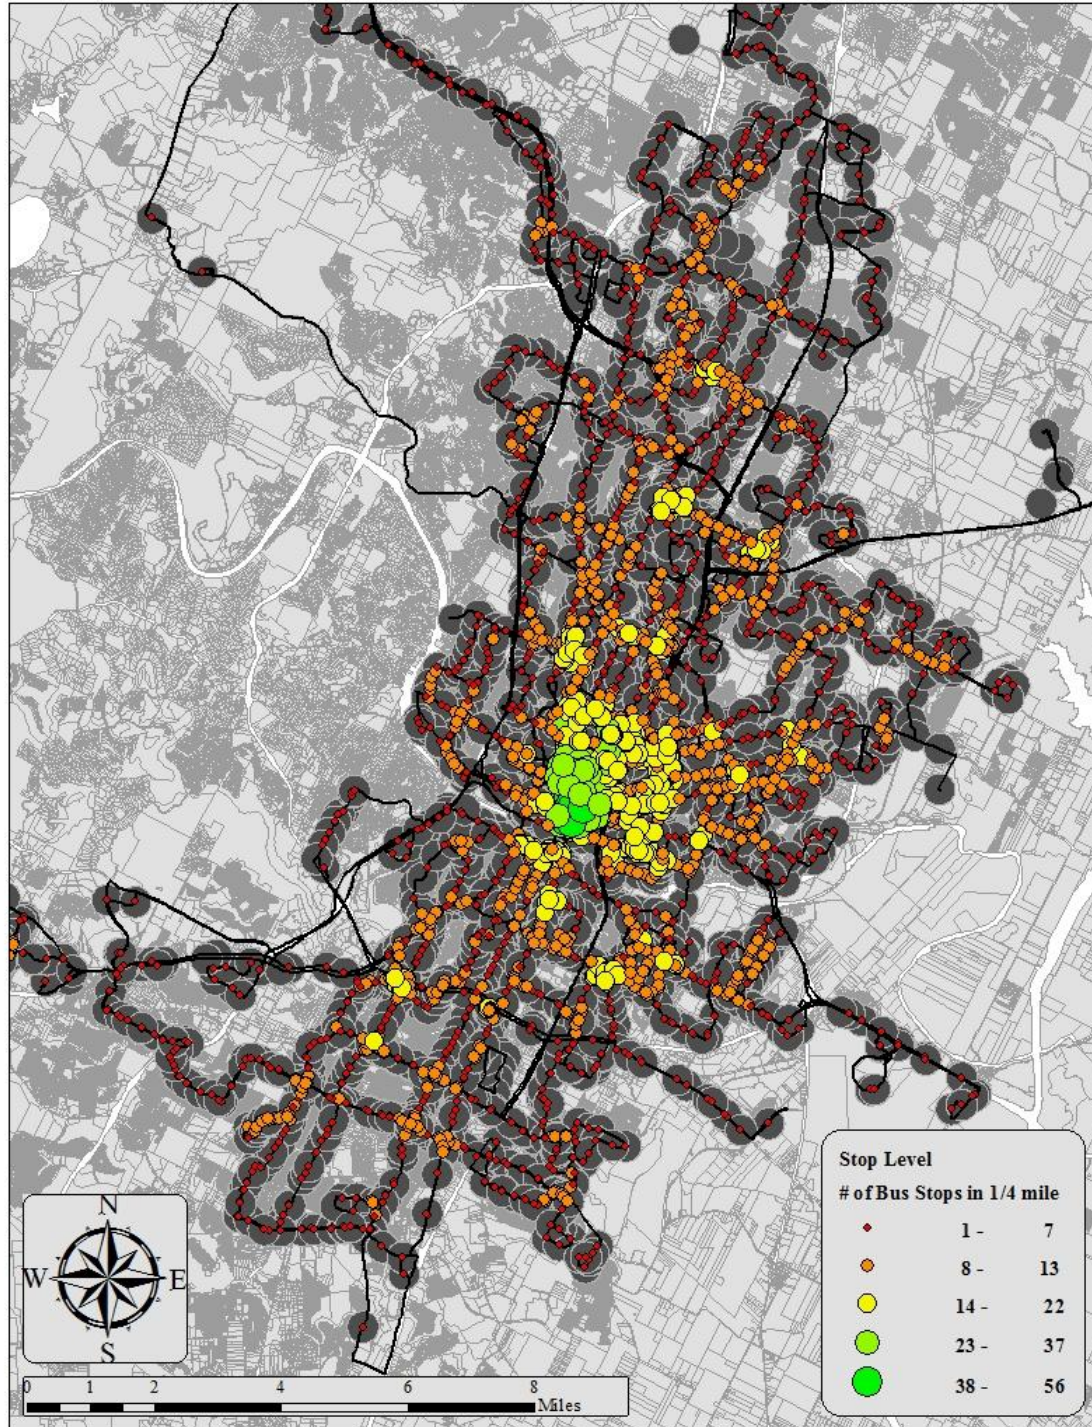 Stop Level
# of Bus Stops in 1/4 mile
1 - 7
8 - 13
14 - 22
23 - 37
38 - 56
N
W E
S
0 1 2 4 6 8
Miles